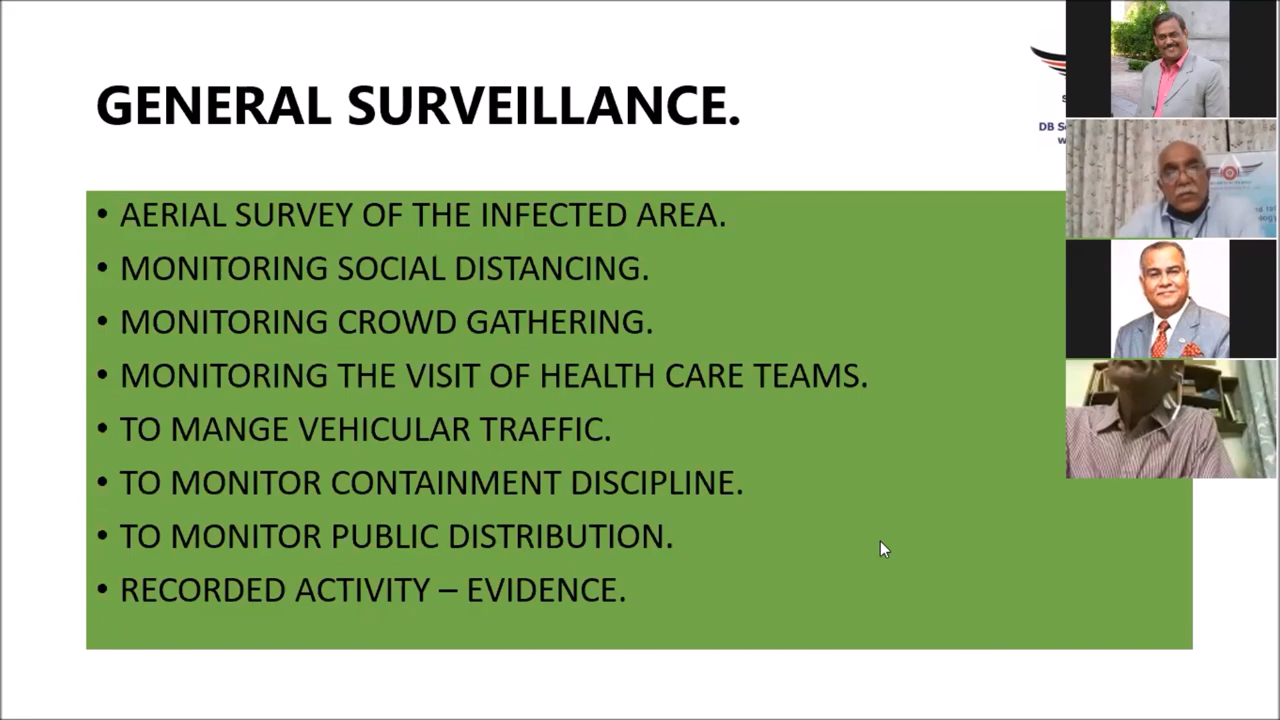 GENERAL SURVEILLANCE.
• AERIAL SURVEY OF THE INFECTED AREA.
• MONITORING SOCIAL DISTANCING.
• MONITORING CROWD GATHERING.
• MONITORING THE VISIT OF HEALTH CARE TEAMS.
• TO MANGE VEHICULAR TRAFFIC.
• TO MONITOR CONTAINMENT DISCIPLINE.
• TO MONITOR PUBLIC DISTRIBUTION.
• RECORDED ACTIVITY – EVIDENCE.
DB